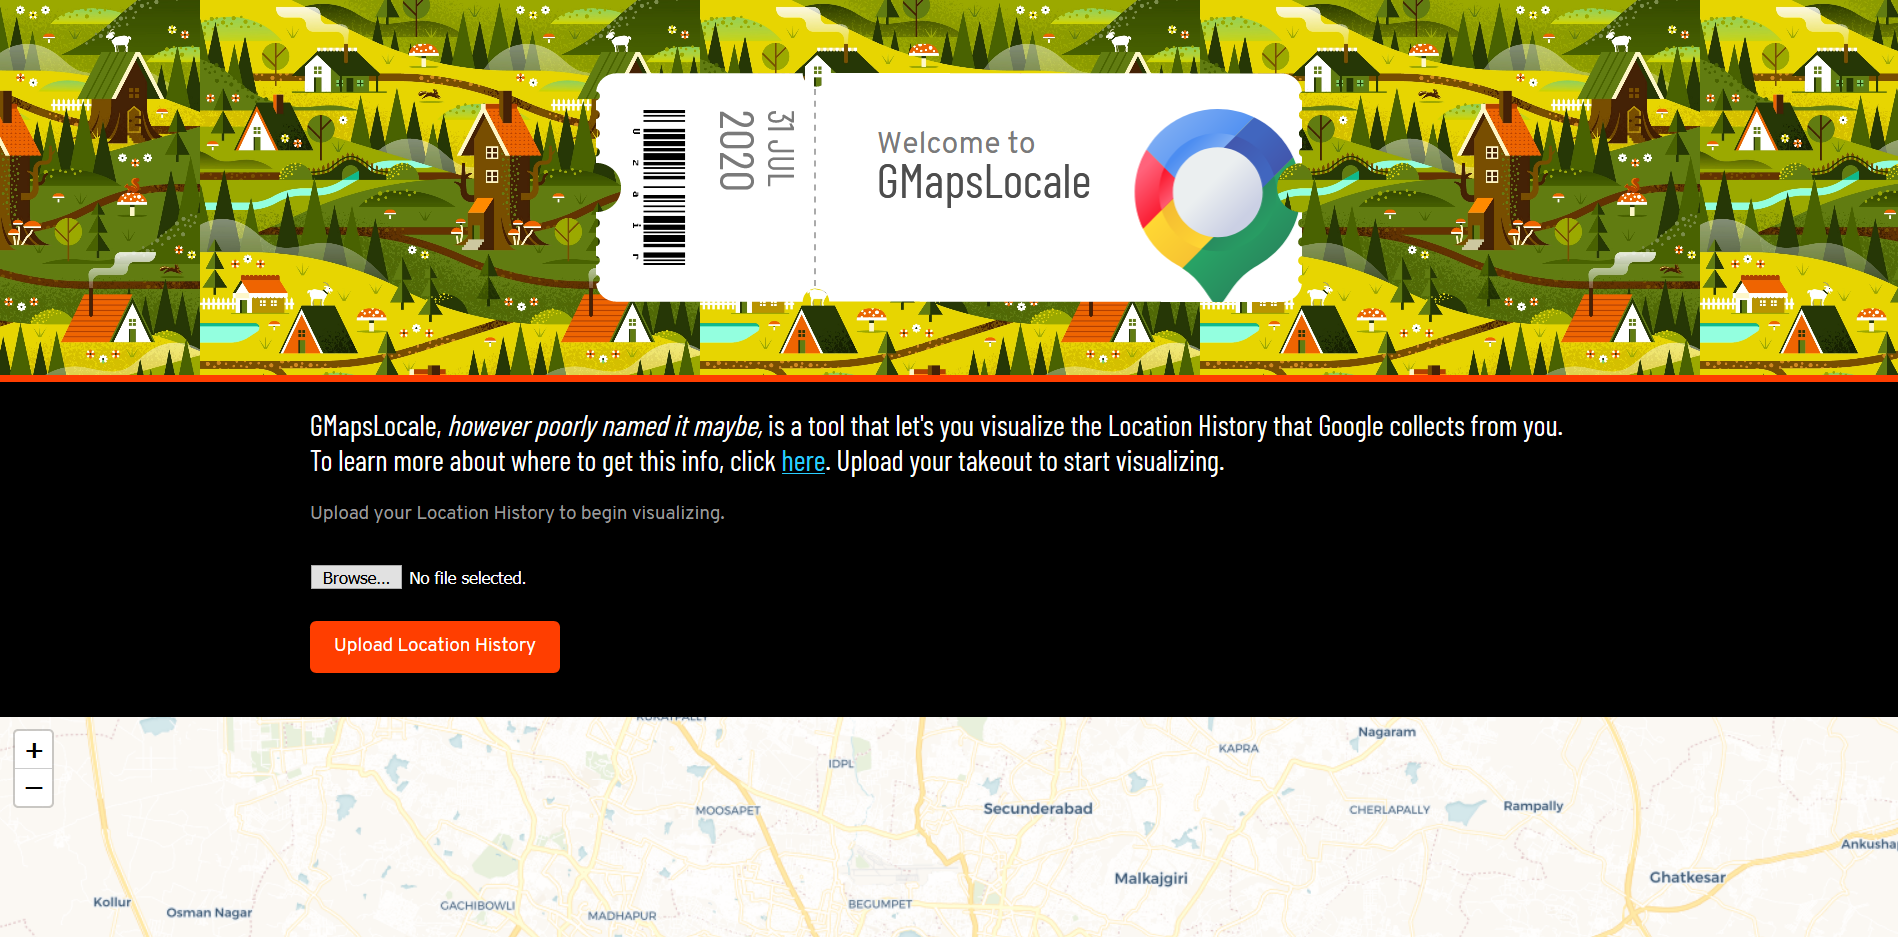 Uzair
31 JUL
2020
Welcome to
GMapsLocale
GMapsLocale, however poorly named it maybe, is a tool that let's you visualize the Location History that Google collects from you.
To learn more about where to get this info, click here. Upload your takeout to start visualizing.
Upload your Location History to begin visualizing.
Browse... No file selected.
Upload Location History
+
−
KUKATPALLY
Nagaram
KAPRA
IDPL
MOOSAPET
Secunderabad
CHERLAPALLY
Rampally
Ankushap
Malkajgiri
Ghatkesar
Kollur
Osman Nagar
GACHIBOWLI
MADHAPUR
BEGUMPET